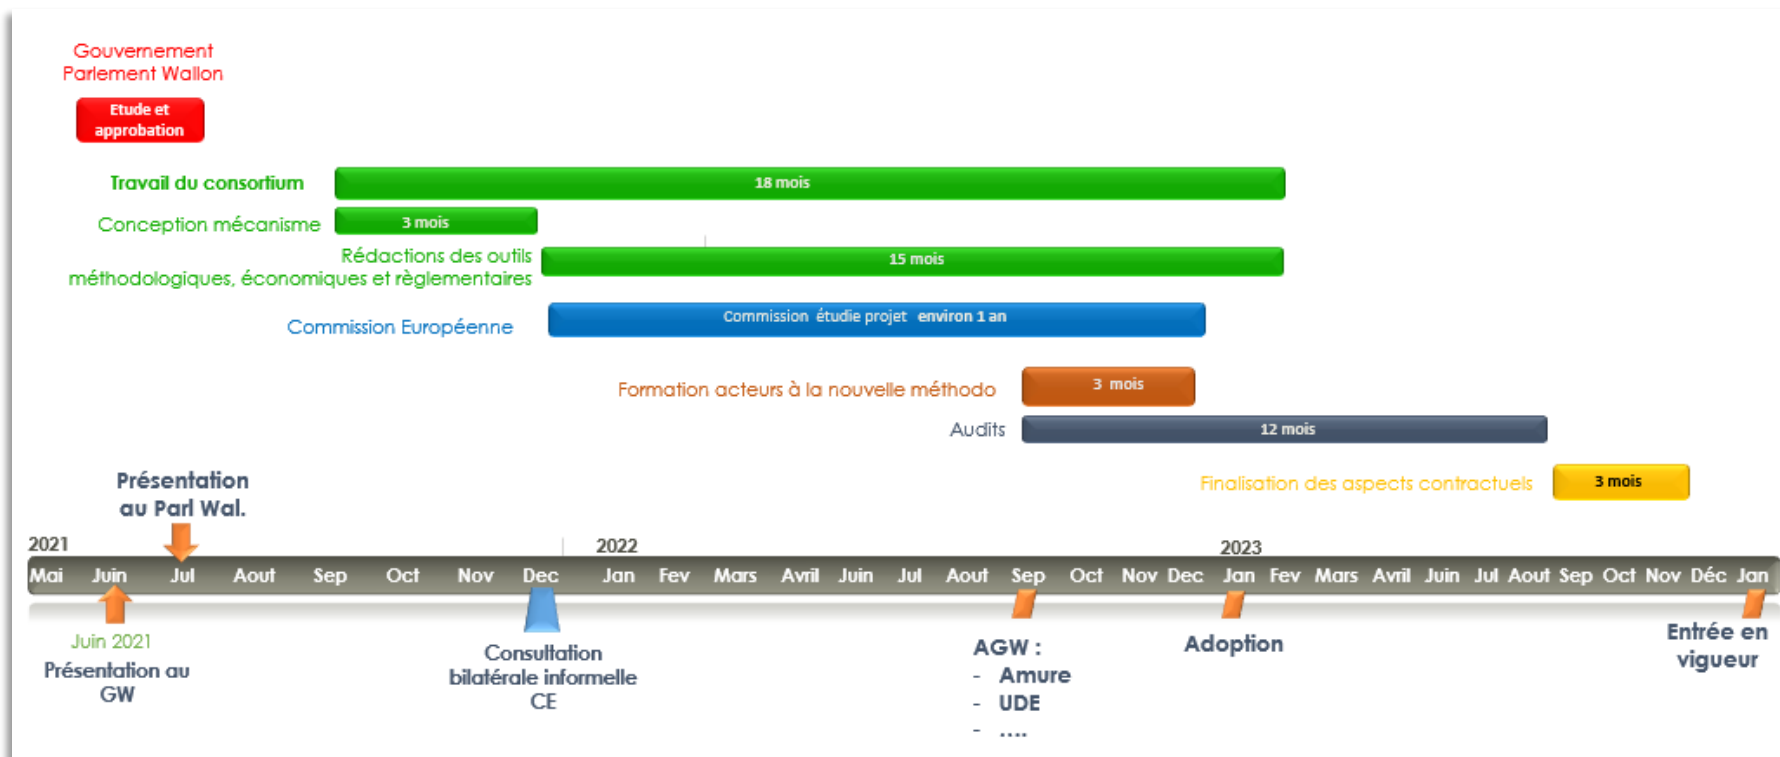 Gouvernement
Parlement Wallon
Etude et
approbation
Travail du consortium
18 mois
Conception mécanisme
3 mois
Rédactions des outils
méthodologiques, économiques et règlementaires
15 mois
Commission Européenne
Commission étudie projet environ 1 an
Formation acteurs à la nouvelle méthodo
3 mois
Audits
12 mois
Finalisation des aspects contractuels
3 mois
Présentation
au Parl Wal.
2021
2022
2023
Mai Juin Jul Aout Sep Oct Nov Dec Jan Fev Mars Avril Juin Jul Aout Sep Oct Nov Dec Jan Fev Mars Avril Juin Jul Aout Sep Oct Nov Déc Jan
Juin 2021
Présentation au
GW
Consultation
bilatérale informelle
CE
AGW :
- Amure
- UDE
- ....
Adoption
Entrée en
vigueur